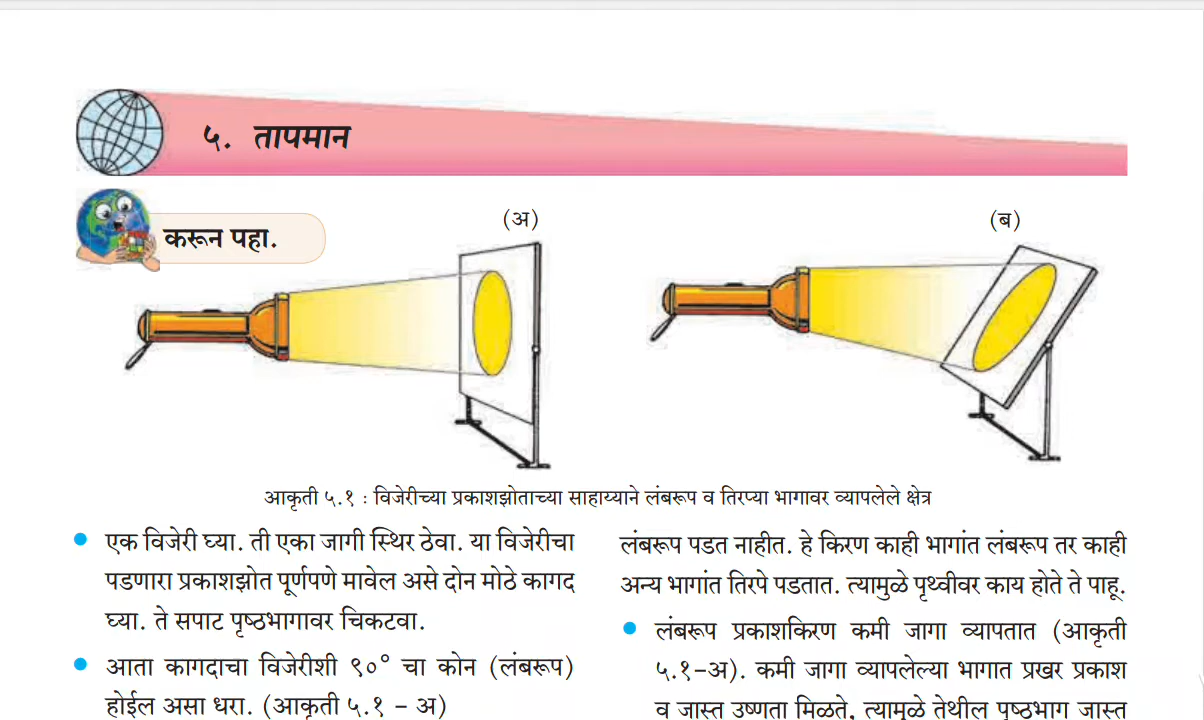 ५. तापमान
करून पहा.
(अ)
(ब)
आकृती ५.१ : विजेरीच्या प्रकाशझोताच्या साहाय्याने लंबरूप व तिरप्या भागावर व्यापलेले क्षेत्र
एक विजेरी घ्या. ती एका जागी स्थिर ठेवा. या विजेरीचा
पडणारा प्रकाशझोत पूर्णपणे मावेल असे दोन मोठे कागद
घ्या. ते सपाट पृष्ठभागावर चिकटवा.
आता कागदाचा विजेरीशी ९०° चा कोन (लंबरूप)
होईल असा धरा. (आकृती ५.१ – अ)
लंबरूप पडत नाहीत. हे किरण काही भागांत लंबरूप तर काही
अन्य भागांत तिरपे पडतात. त्यामुळे पृथ्वीवर काय होते ते पाहू.
लंबरूप प्रकाशकिरण कमी जागा व्यापतात (आकृती
५.१–अ). कमी जागा व्यापलेल्या भागात प्रखर प्रकाश
व जास्त उष्णता मिळते, त्यामुळे तेथील पृष्ठभाग जास्त